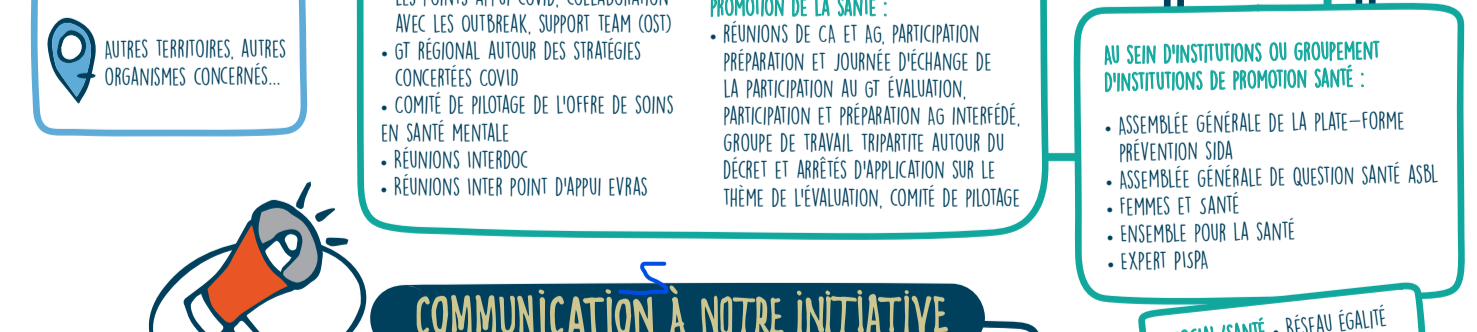 AUTRES TERRITOIRES, AUTRES
ORGANISMES CONCERNÉS...
LES POINTS APPUI COVID, COLLABORATION
AVEC LES OUTBREAK, SUPPORT TEAM (OST)
• GT RÉGIONAL AUTOUR DES STRATÉGIES
CONCERTÉES COVID
• COMITÉ DE PILOTAGE DE L'OFFRE DE SOINS
EN SANTÉ MENTALE
• RÉUNIONS INTERDOC
• RÉUNIONS INTER POINT D'APPUI EVRAS
PROMOTION DE LA SANTÉ :
• RÉUNIONS DE CA ET AG, PARTICIPATION
PRÉPARATION ET JOURNÉE D'ÉCHANGE DE
LA PARTICIPATION AU GT ÉVALUATION,
PARTICIPATION ET PRÉPARATION AG INTERFÉDÉ,
GROUPE DE TRAVAIL TRIPARTITE AUTOUR DU
DÉCRET ET ARRÊTÉS D'APPLICATION SUR LE
THÈME DE L'ÉVALUATION, COMITÉ DE PILOTAGE
AU SEIN D'INSTITUTIONS OU GROUPEMENT
D'INSTITUTIONS DE PROMOTION SANTÉ :
• ASSEMBLÉE GÉNÉRALE DE LA PLATE-FORME
PRÉVENTION SIDA
• ASSEMBLÉE GÉNÉRALE DE QUESTION SANTÉ ASBL
• FEMMES ET SANTÉ
• ENSEMBLE POUR LA SANTÉ
• EXPERT PISPA
COMMUNICATION À NOTRE INITIATIVE
• RÉSEAU ÉGALITÉ